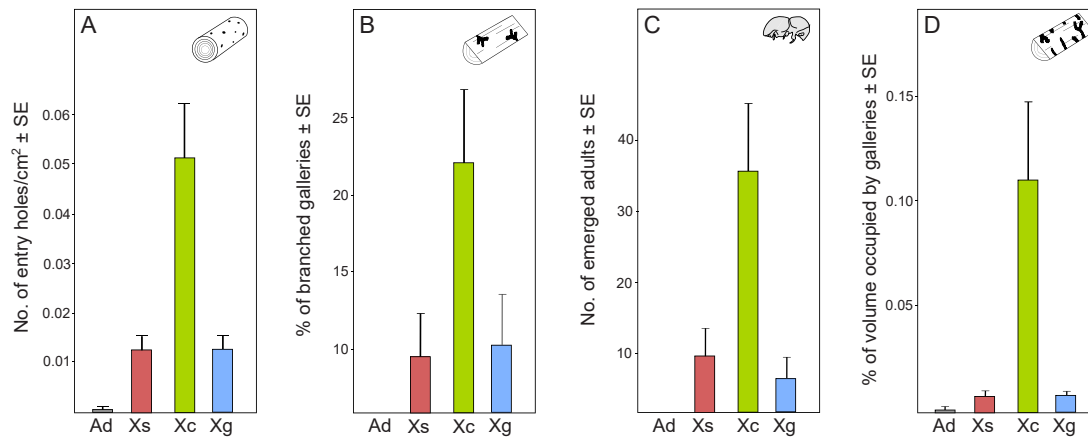 A
No. of entry holes/cm² ± SE
0.06
0.05
0.04
0.03
0.02
0.01
Ad Xs Xc Xg
B
% of branched galleries ± SE
25
20
15
10
Ad Xs Xc Xg
C
No. of emerged adults ± SE
40
30
20
10
Ad Xs Xc Xg
D
% of volume occupied by galleries ± SE
0.15
0.10
0.05
Ad Xs Xc Xg